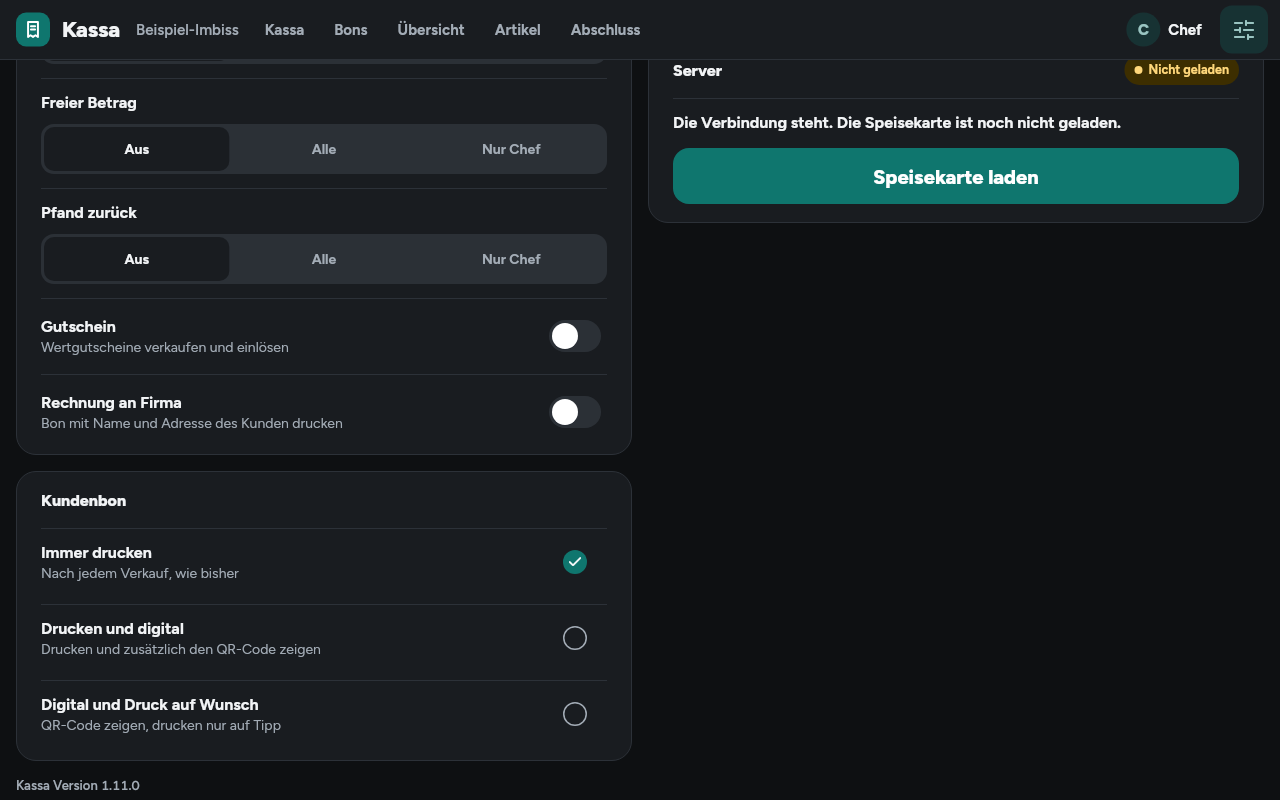 Kassa
Beispiel-Imbiss
Kassa
Bons
Übersicht
Artikel
Abschluss
C
Chef
Freier Betrag
Aus
Alle
Nur Chef
Pfand zurück
Aus
Alle
Nur Chef
Gutschein
Wertgutscheine verkaufen und einlösen
Rechnung an Firma
Bon mit Name und Adresse des Kunden drucken
Kundenbon
Immer drucken
Nach jedem Verkauf, wie bisher
Drucken und digital
Drucken und zusätzlich den QR-Code zeigen
Digital und Druck auf Wunsch
QR-Code zeigen, drucken nur auf Tipp
Kassa Version 1.11.0
Server
Nicht geladen
Die Verbindung steht. Die Speisekarte ist noch nicht geladen.
Speisekarte laden